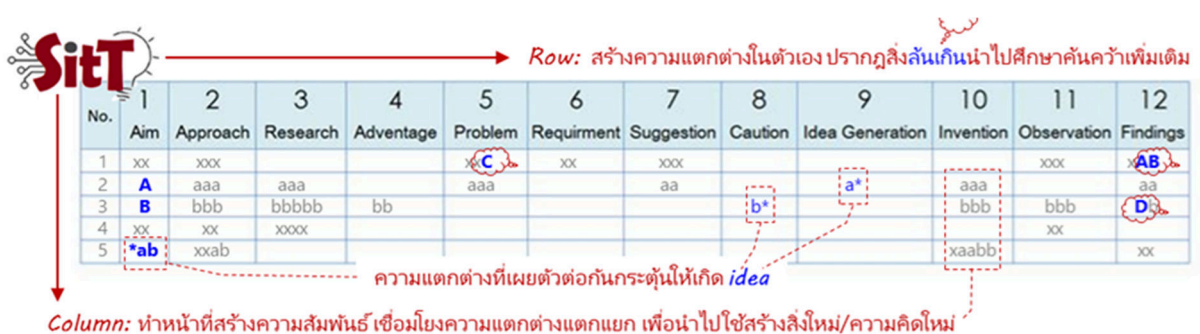 SitT
Row: สร้างความแตกต่างในตัวเอง ปรากฏสิ่งล้นเกินนำไปศึกษาค้นคว้าเพิ่มเติม
No. 1 2 3 4 5 6 7 8 9 10 11 12
Aim Approach Research Adventage Problem Requirment Suggestion Caution Idea Generation Invention Observation Findings
1 xx xxx C xx xxx xxx AB
2 A aaa aaa aaa aa a* aaa aa
3 B bbb bbbbb bb b* bbb bbb D
4 xx xx xxxx xx
5 *ab xxab xaabb xx
ความแตกต่างที่เผยตัวต่อกันกระตุ้นให้เกิด idea
Column: ทำหน้าที่สร้างความสัมพันธ์ เชื่อมโยงความแตกต่างแตกแยก เพื่อนำไปใช้สร้างสิ่งใหม่/ความคิดใหม่